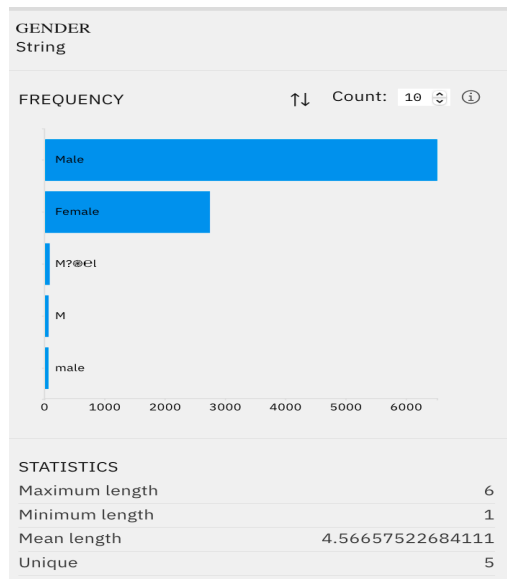 GENDER
String
FREQUENCY ↑↓ Count: 10
Male
Female
M
male
0 1000 2000 3000 4000 5000 6000
STATISTICS
Maximum length 6
Minimum length 1
Mean length 4.56657522684111
Unique 5